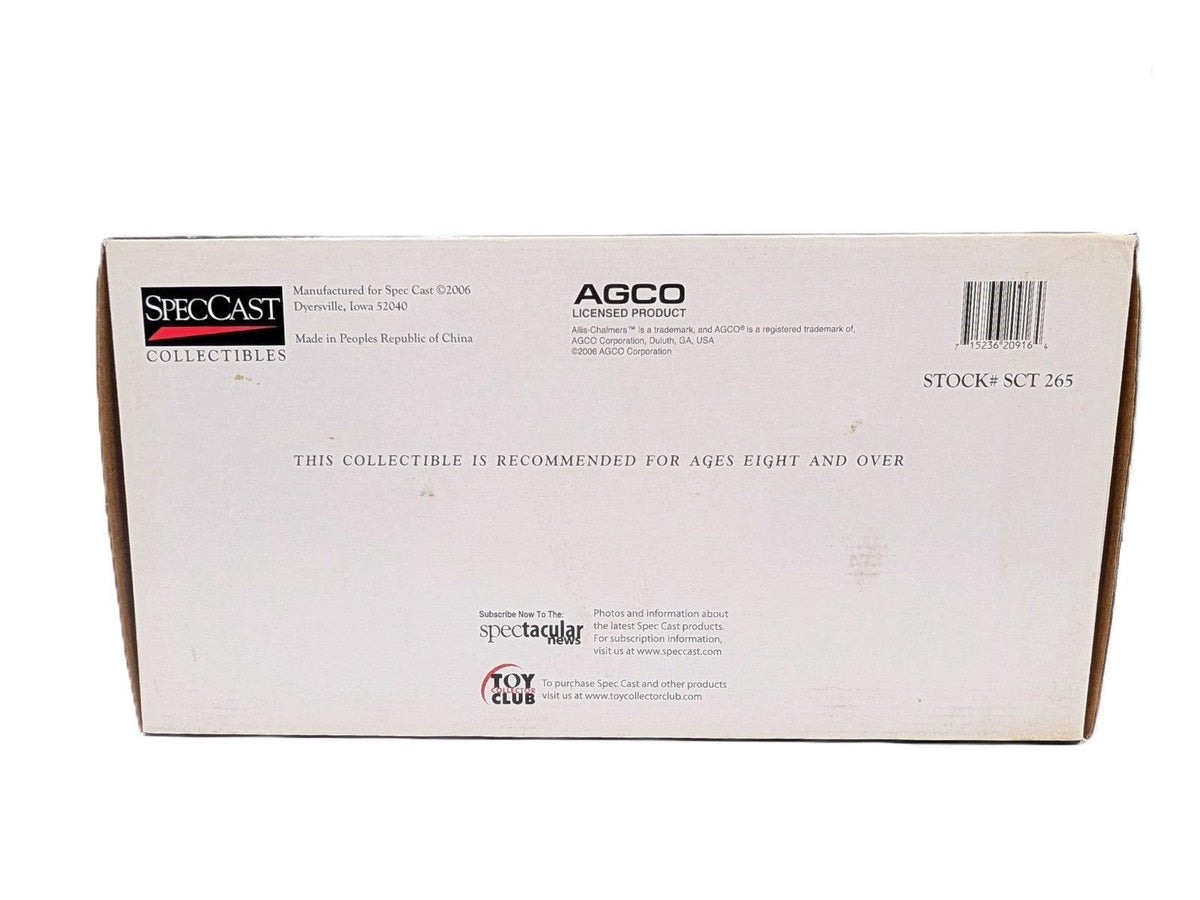 SPECCAST
COLLECTIBLES
Manufactured for Spec Cast ©2006
Dyersville, Iowa 52040
Made in Peoples Republic of China
AGCO
LICENSED PRODUCT
Allis-Chalmers™ is a trademark, and AGCO® is a registered trademark of,
AGCO Corporation, Duluth, GA, USA
©2006 AGCO Corporation
7 15236 20916 4
STOCK# SCT 265
THIS COLLECTIBLE IS RECOMMENDED FOR AGES EIGHT AND OVER
Subscribe Now To The:
spectacular
news
Photos and information about
the latest Spec Cast products.
For subscription information,
visit us at www.speccast.com
TOY
COLLECTOR
CLUB
To purchase Spec Cast and other products
visit us at www.toycollectorclub.com